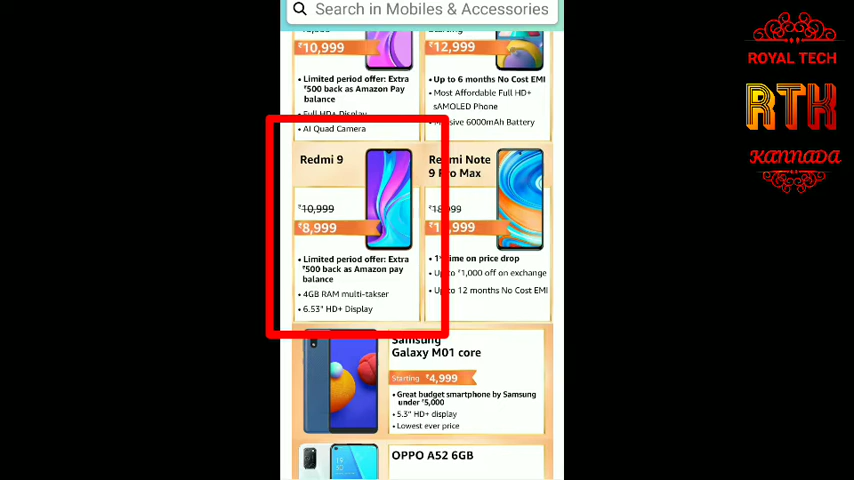 Search in Mobiles & Accessories
₹10,999
₹12,999
• Limited period offer: Extra
₹500 back as Amazon Pay
balance
• Full HD+ Display
• AI Quad Camera
• Up to 6 months No Cost EMI
• Most Affordable Full HD+
sAMOLED Phone
6000mAh Battery
Redmi 9
₹10,999
₹8,999
• Limited period offer: Extra
₹500 back as Amazon pay
balance
• 4GB RAM multi-takser
• 6.53" HD+ Display
Redmi Note
9 Pro Max
,999
on price drop
• Up to ₹1,000 off on exchange
• Up to 12 months No Cost EMI
Samsung
Galaxy M01 core
Starting ₹4,999
• Great budget smartphone by Samsung
under ₹5,000
• 5.3" HD+ display
• Lowest ever price
OPPO A52 6GB
ROYAL TECH
RTK
KANNADA